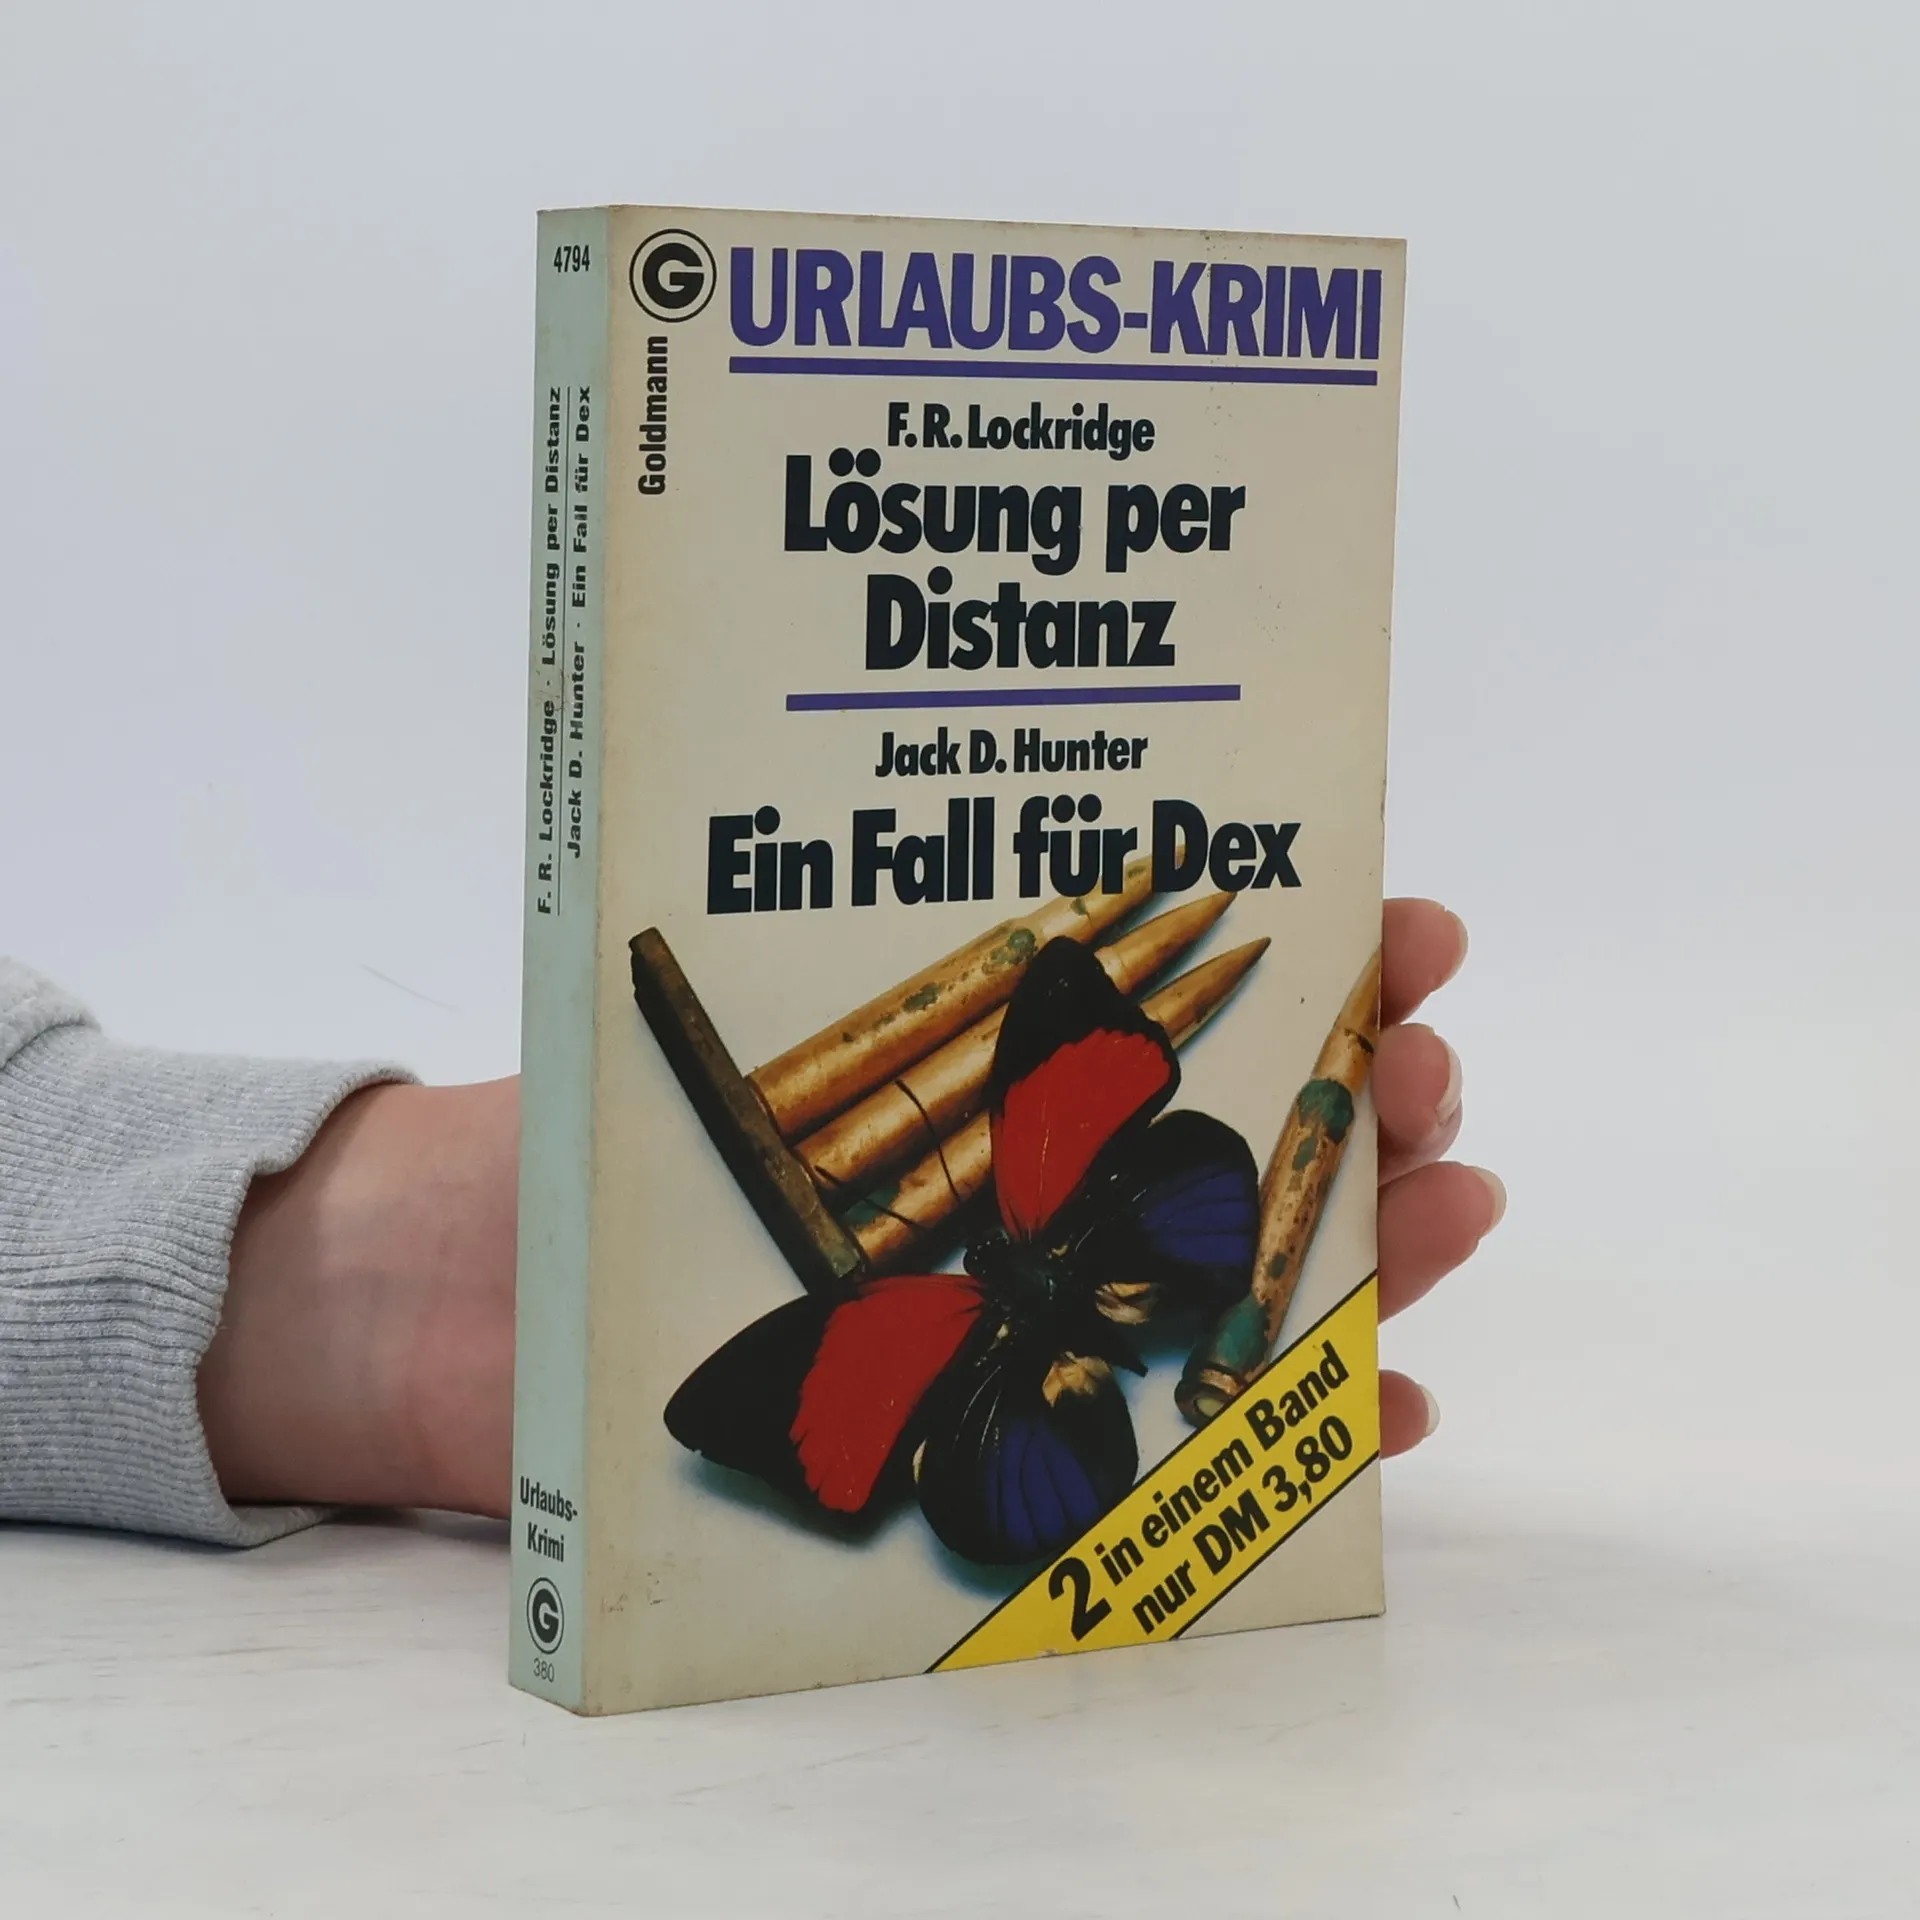 4794
F. R. Lockridge · Lösung per Distanz
Jack D. Hunter · Ein Fall für Dex
Urlaubs-
Krimi
G
380
G
Goldmann
URLAUBS-KRIMI
F. R. Lockridge
Lösung per
Distanz
Jack D. Hunter
Ein Fall für Dex
2 in einem Band
nur DM 3,80